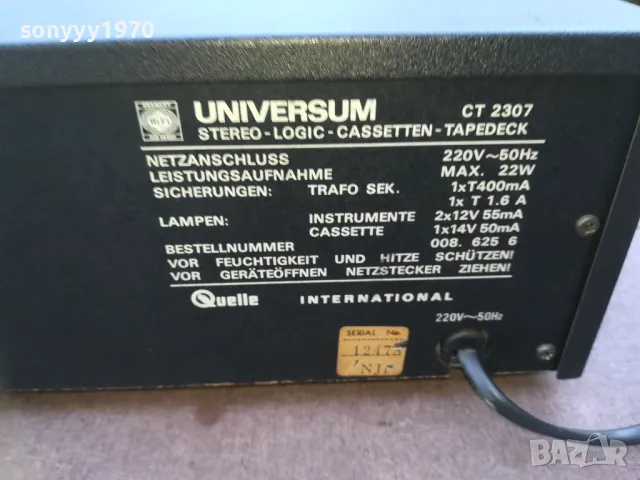 sonyyy1970
UNIVERSUM CT 2307
STEREO-LOGIC-CASSETTEN-TAPEDECK
NETZANSCHLUSS 220V~50Hz
LEISTUNGSAUFNAHME MAX. 22W
SICHERUNGEN: TRAFO SEK. 1xT400mA
1x T 1.6 A
LAMPEN: INSTRUMENTE 2x12V 55mA
CASSETTE 1x14V 50mA
BESTELLNUMMER 008. 625 6
VOR FEUCHTIGKEIT UND HITZE SCHÜTZEN!
VOR GERÄTEÖFFNEN NETZSTECKER ZIEHEN!
Quelle INTERNATIONAL
220V~50Hz
SERIAL No.
BAZAR